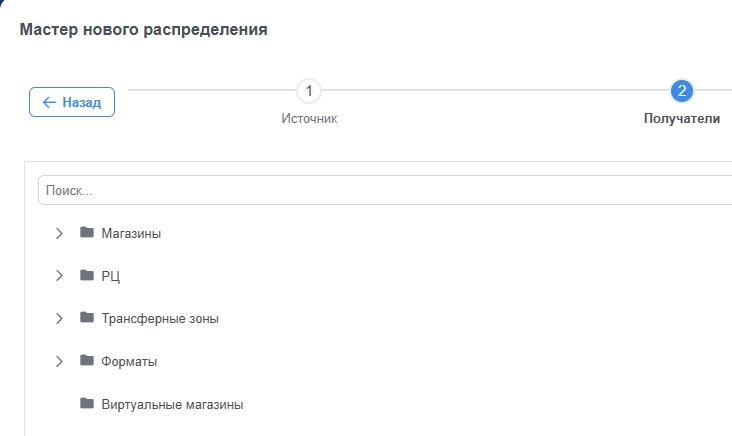 Мастер нового распределения
Назад
1
2
Источник
Получатели
Поиск...
Магазины
РЦ
Трансферные зоны
Форматы
Виртуальные магазины